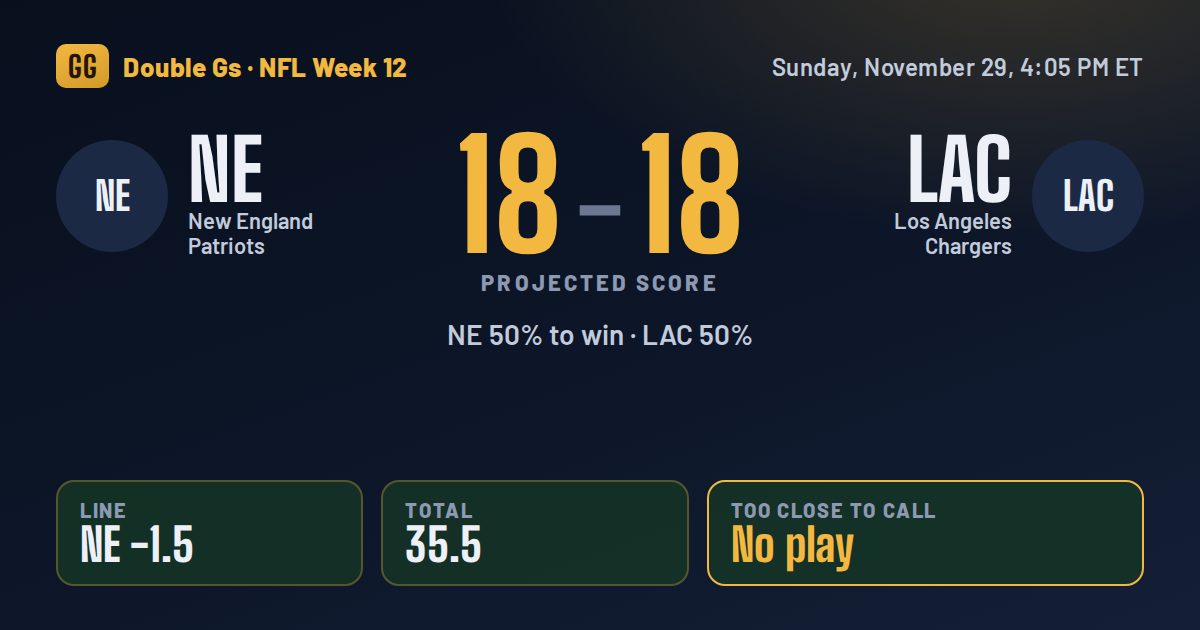 GG
Double Gs · NFL Week 12
Sunday, November 29, 4:05 PM ET
NE
NE
New England
Patriots
18 – 18
PROJECTED SCORE
NE 50% to win · LAC 50%
LAC
Los Angeles
Chargers
LAC
LINE
NE −1.5
TOTAL
35.5
TOO CLOSE TO CALL
No play